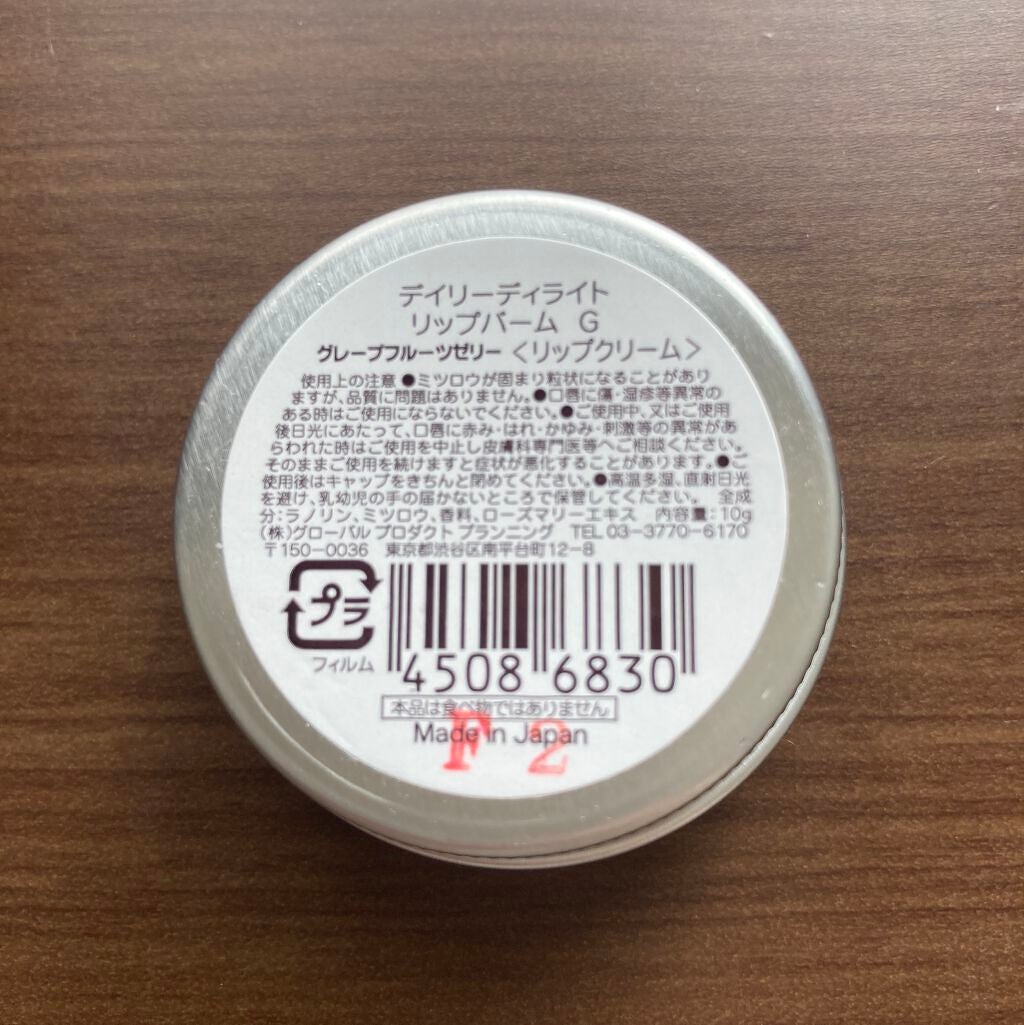 デイリーディライト
リップバーム G
グレープフルーツゼリー〈リップクリーム〉
使用上の注意 ●ミツロウが固まり粒状になることがあり
ますが、品質に問題はありません。●口唇に傷・湿疹等異常の
ある時はご使用にならないでください。●ご使用中、又はご使用
後日光にあたって、口唇に赤み・はれ・かゆみ・刺激等の異常があ
らわれた時はご使用を中止し皮膚科専門医等へご相談ください。
そのままご使用を続けますと症状が悪化することがあります。●ご
使用後はキャップをきちんと閉めてください。●高温多湿、直射日光
を避け、乳幼児の手の届かないところで保管してください。 全成
分:ラノリン、ミツロウ、香料、ローズマリーエキス 内容量:10g
(株)グローバル プロダクト プランニング TEL 03-3770-6170
〒150-0036 東京都渋谷区南平台町12-8
プラ
フィルム
4508 6830
本品は食べ物ではありません
Made in Japan
F 2